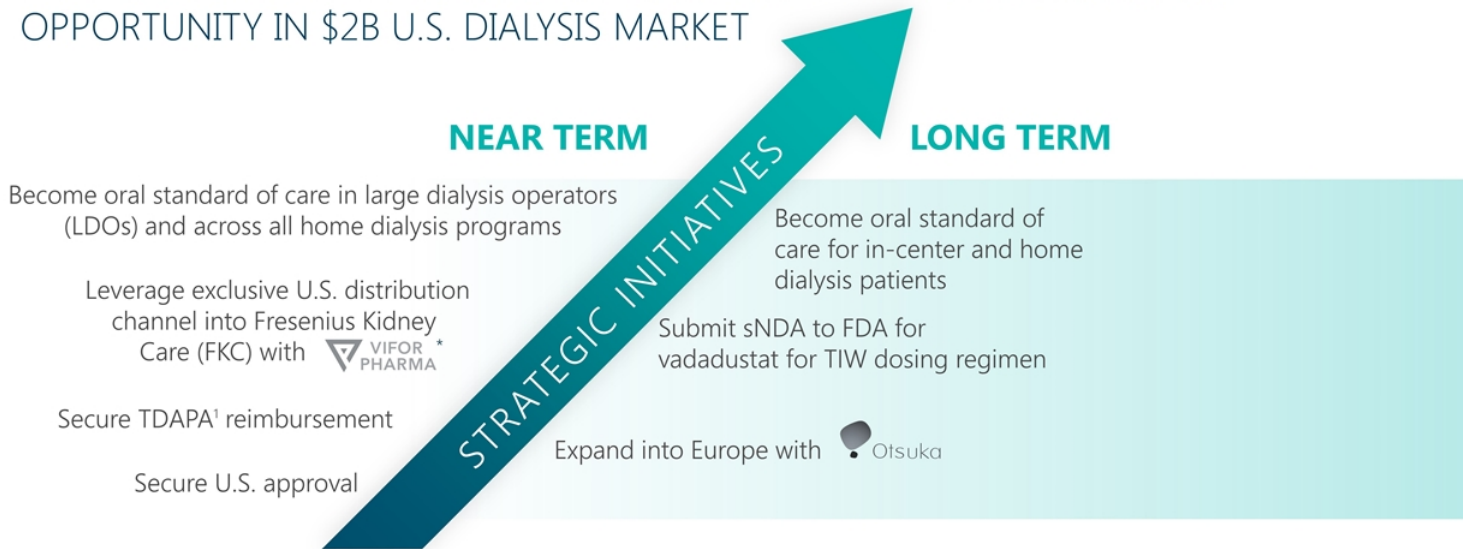 OPPORTUNITY IN $2B U.S. DIALYSIS MARKET
NEAR TERM
Become oral standard of care in large dialysis operators
(LDOs) and across all home dialysis programs
Leverage exclusive U.S. distribution
channel into Fresenius Kidney
Care (FKC) with VIFOR PHARMA *
Secure TDAPA¹ reimbursement
Secure U.S. approval
STRATEGIC INITIATIVES
LONG TERM
Become oral standard of
care for in-center and home
dialysis patients
Submit sNDA to FDA for
vadadustat for TIW dosing regimen
Expand into Europe with Otsuka